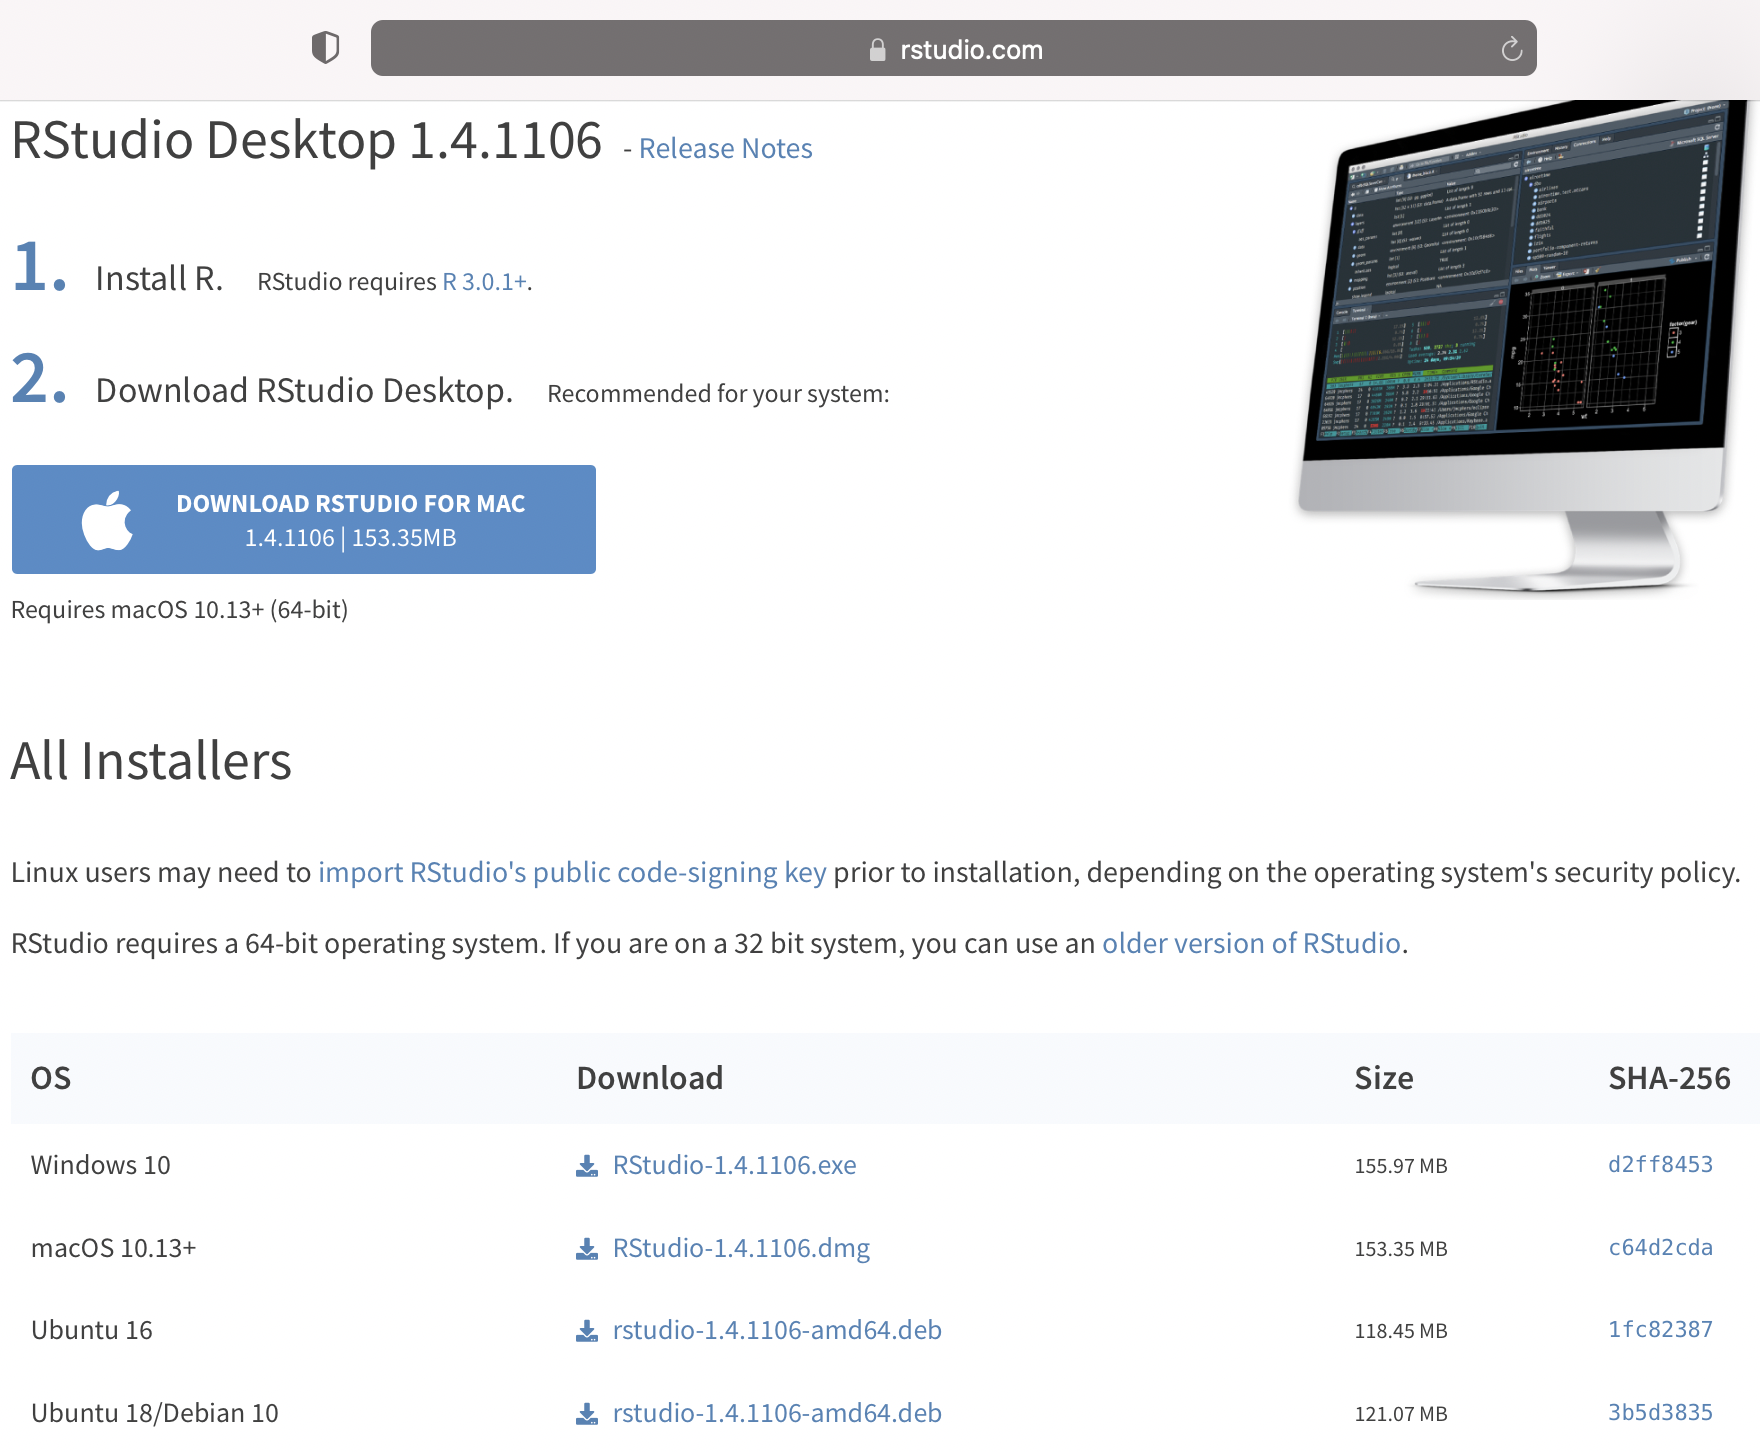 rstudio.com
RStudio Desktop 1.4.1106 - Release Notes
1. Install R. RStudio requires R 3.0.1+.
2. Download RStudio Desktop. Recommended for your system:
DOWNLOAD RSTUDIO FOR MAC
1.4.1106 | 153.35MB
Requires macOS 10.13+ (64-bit)
All Installers
Linux users may need to import RStudio's public code-signing key prior to installation, depending on the operating system's security policy.
RStudio requires a 64-bit operating system. If you are on a 32 bit system, you can use an older version of RStudio.
OS Download Size SHA-256
Windows 10 RStudio-1.4.1106.exe 155.97 MB d2ff8453
macOS 10.13+ RStudio-1.4.1106.dmg 153.35 MB c64d2cda
Ubuntu 16 rstudio-1.4.1106-amd64.deb 118.45 MB 1fc82387
Ubuntu 18/Debian 10 rstudio-1.4.1106-amd64.deb 121.07 MB 3b5d3835